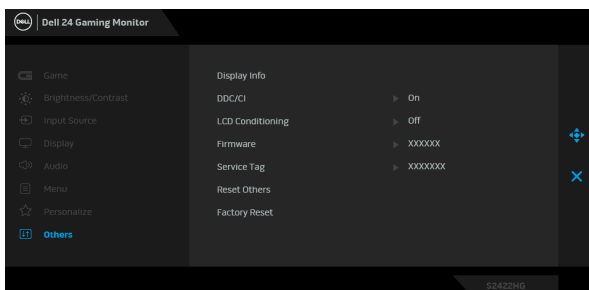 DELL Dell 24 Gaming Monitor
Game
Brightness/Contrast
Input Source
Display
Audio
Menu
Personalize
Others
Display Info
DDC/CI On
LCD Conditioning Off
Firmware XXXXXX
Service Tag XXXXXXX
Reset Others
Factory Reset
S2422HG